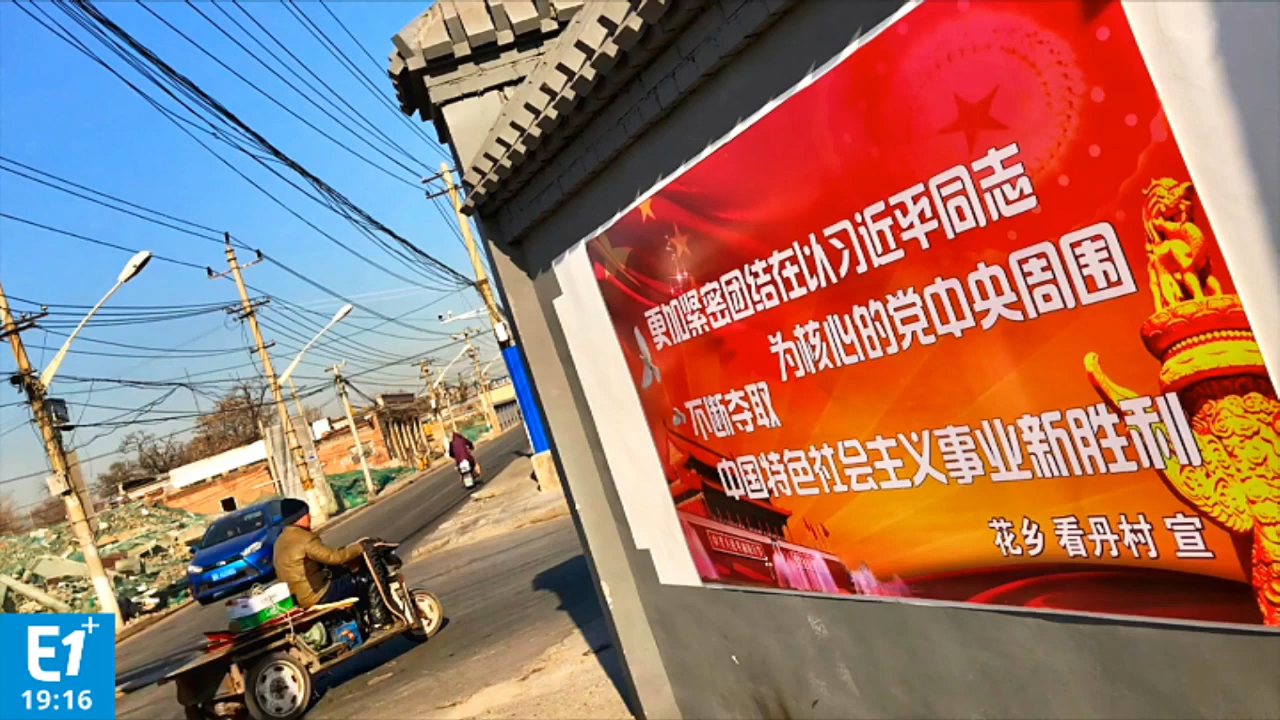 更加紧密团结在以习近平同志
为核心的党中央周围
不断夺取
中国特色社会主义事业新胜利
花乡 看丹村 宣
E1+
19:16